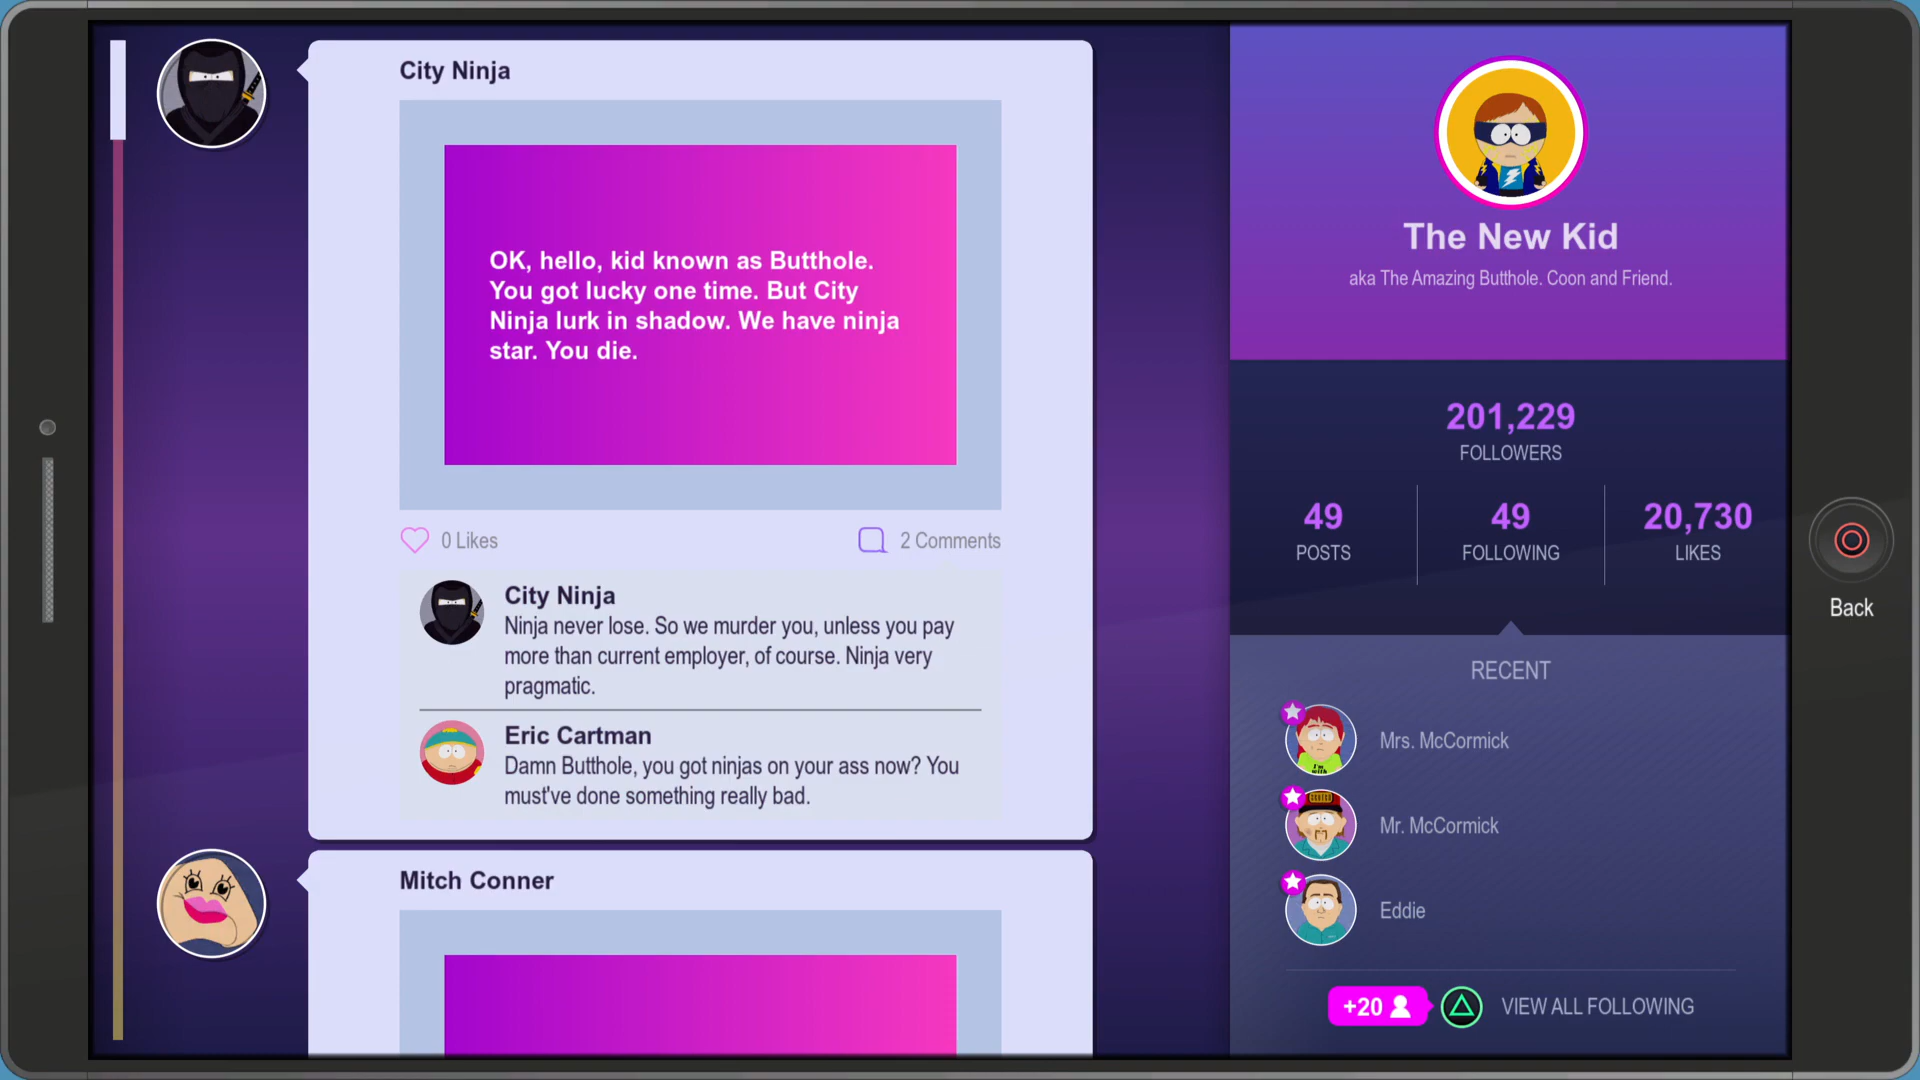 City Ninja
OK, hello, kid known as Butthole.
You got lucky one time. But City
Ninja lurk in shadow. We have ninja
star. You die.
0 Likes
2 Comments
City Ninja
Ninja never lose. So we murder you, unless you pay
more than current employer, of course. Ninja very
pragmatic.
Eric Cartman
Damn Butthole, you got ninjas on your ass now? You
must've done something really bad.
Mitch Conner
The New Kid
aka The Amazing Butthole. Coon and Friend.
201,229
FOLLOWERS
49
POSTS
49
FOLLOWING
20,730
LIKES
RECENT
I'm
with
Mrs. McCormick
Mr. McCormick
Eddie
+20
VIEW ALL FOLLOWING
Back